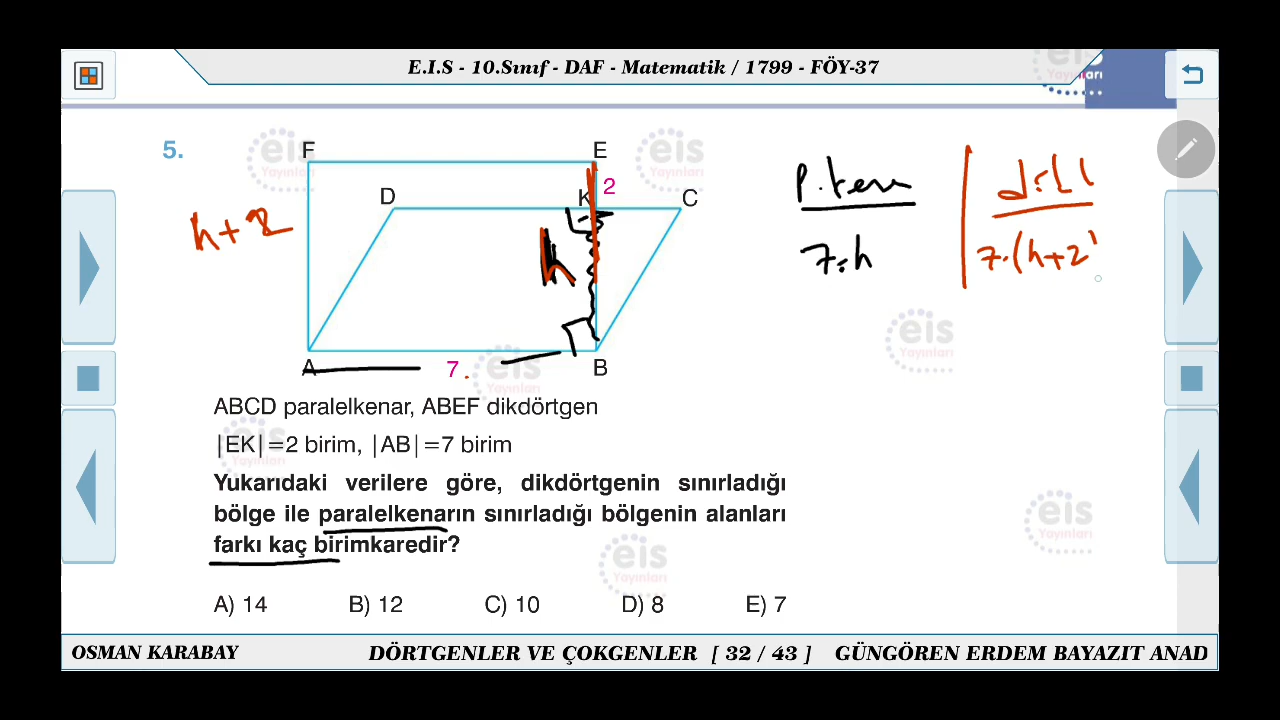 E.I.S - 10.Sınıf - DAF - Matematik / 1799 - FÖY-37
5.
F E
D K 2 C
h+2
h
A 7 B
P.
7.h
7.(h+2)
ABCD paralelkenar, ABEF dikdörtgen
|EK|=2 birim, |AB|=7 birim
Yukarıdaki verilere göre, dikdörtgenin sınırladığı
bölge ile paralelkenarın sınırladığı bölgenin alanları
farkı kaç birimkaredir?
A) 14 B) 12 C) 10 D) 8 E) 7
OSMAN KARABAY DÖRTGENLER VE ÇOKGENLER [ 32 / 43 ] GÜNGÖREN ERDEM BAYAZIT ANAD
eis
Yayınları